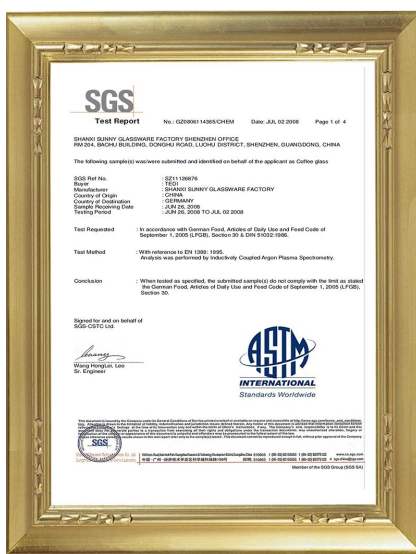 SGS
Test Report No.: GZ0806114365/CHEM Date: JUL 02 2008 Page 1 of 4
SHANXI SUNNY GLASSWARE FACTORY SHENZHEN OFFICE
RM 204, BAOHU BUILDING, DONGHU ROAD, LUOHU DISTRICT, SHENZHEN, GUANGDONG, CHINA
The following sample(s) was/were submitted and identified on behalf of the applicant as Coffee glass
SGS Ref No. : SZ11126876
Buyer : TEDI
Manufacturer : SHANXI SUNNY GLASSWARE FACTORY
Country of Origin : CHINA
Country of Destination : GERMANY
Sample Receiving Date : JUN 26, 2008
Testing Period : JUN 26, 2008 TO JUL 02 2008
Test Requested : In accordance with German Food, Articles of Daily Use and Feed Code of
September 1, 2005 (LFGB), Section 30 & DIN 51032:1986.
Test Method : With reference to EN 1388: 1995.
Analysis was performed by Inductively Coupled Argon Plasma Spectrometry.
Conclusion : When tested as specified, the submitted sample(s) do not comply with the limit as stated
the German Food, Articles of Daily Use and Feed Code of September 1, 2005 (LFGB),
Section 30.
Signed for and on behalf of
SGS-CSTC Ltd.
Wang HongLei, Leo
Sr. Engineer
ASTM
INTERNATIONAL
Standards Worldwide
SGS
Member of the SGS Group (SGS SA)